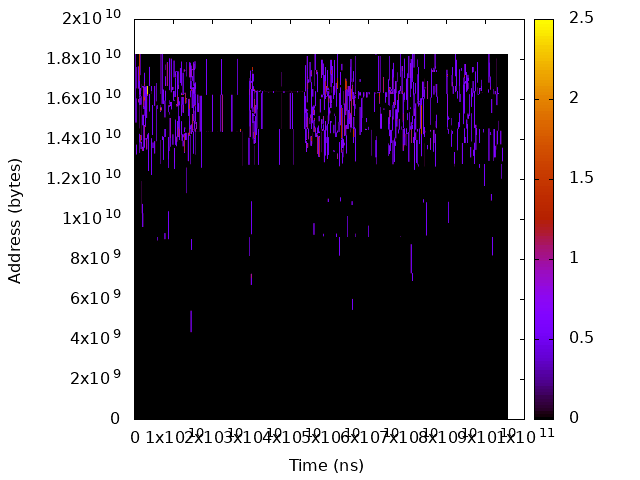 2x10 10
1.8x10 10
1.6x10 10
1.4x10 10
1.2x10 10
1x10 10
8x10 9
6x10 9
4x10 9
2x10 9
0
Address (bytes)
0 1x10 10 2x10 10 3x10 10 4x10 10 5x10 10 6x10 10 7x10 10 8x10 10 9x10 10 1x10 11
Time (ns)
2.5
2
1.5
1
0.5
0